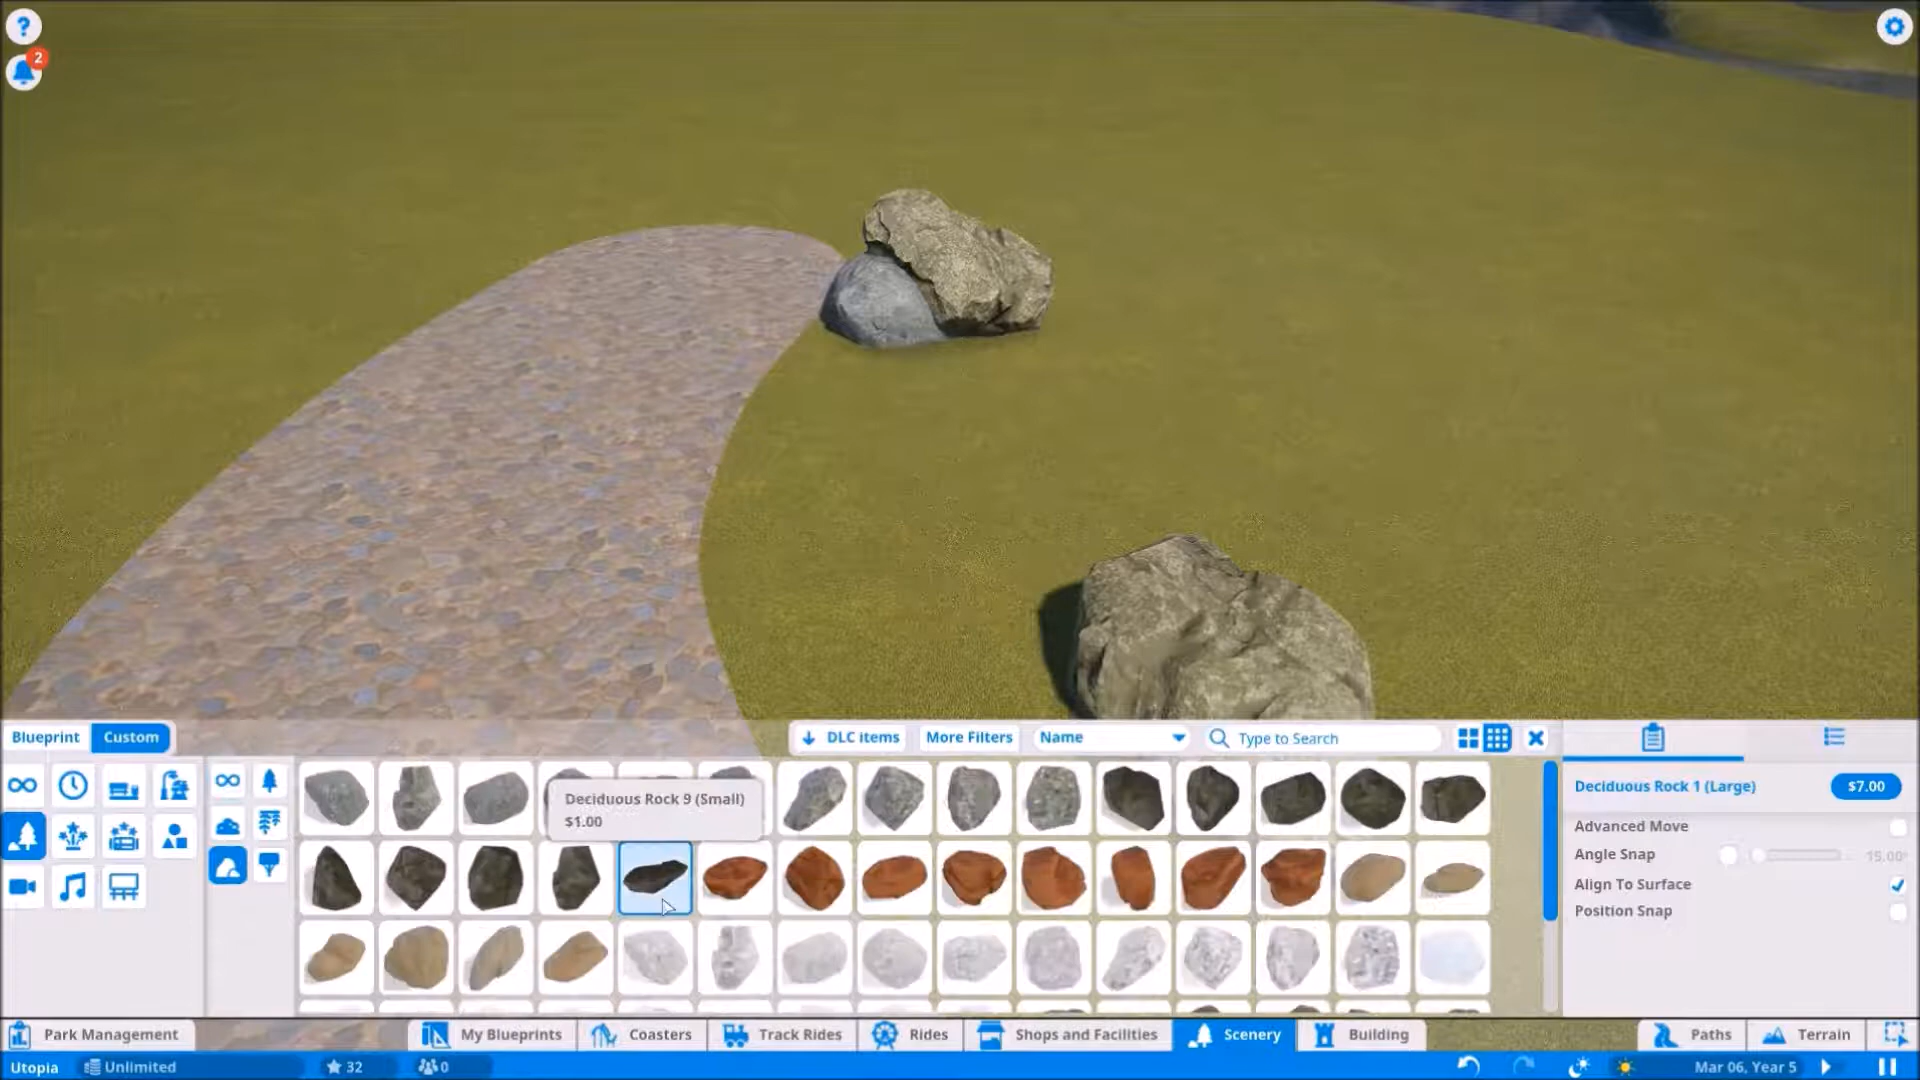 ?
2
Blueprint Custom
DLC items More Filters Name Type to Search
Deciduous Rock 9 (Small)
$1.00
Deciduous Rock 1 (Large) $7.00
Advanced Move
Angle Snap 15.00°
Align To Surface
Position Snap
Park Management My Blueprints Coasters Track Rides Rides Shops and Facilities Scenery Building Paths Terrain
Utopia Unlimited 32 0 Mar 06, Year 5